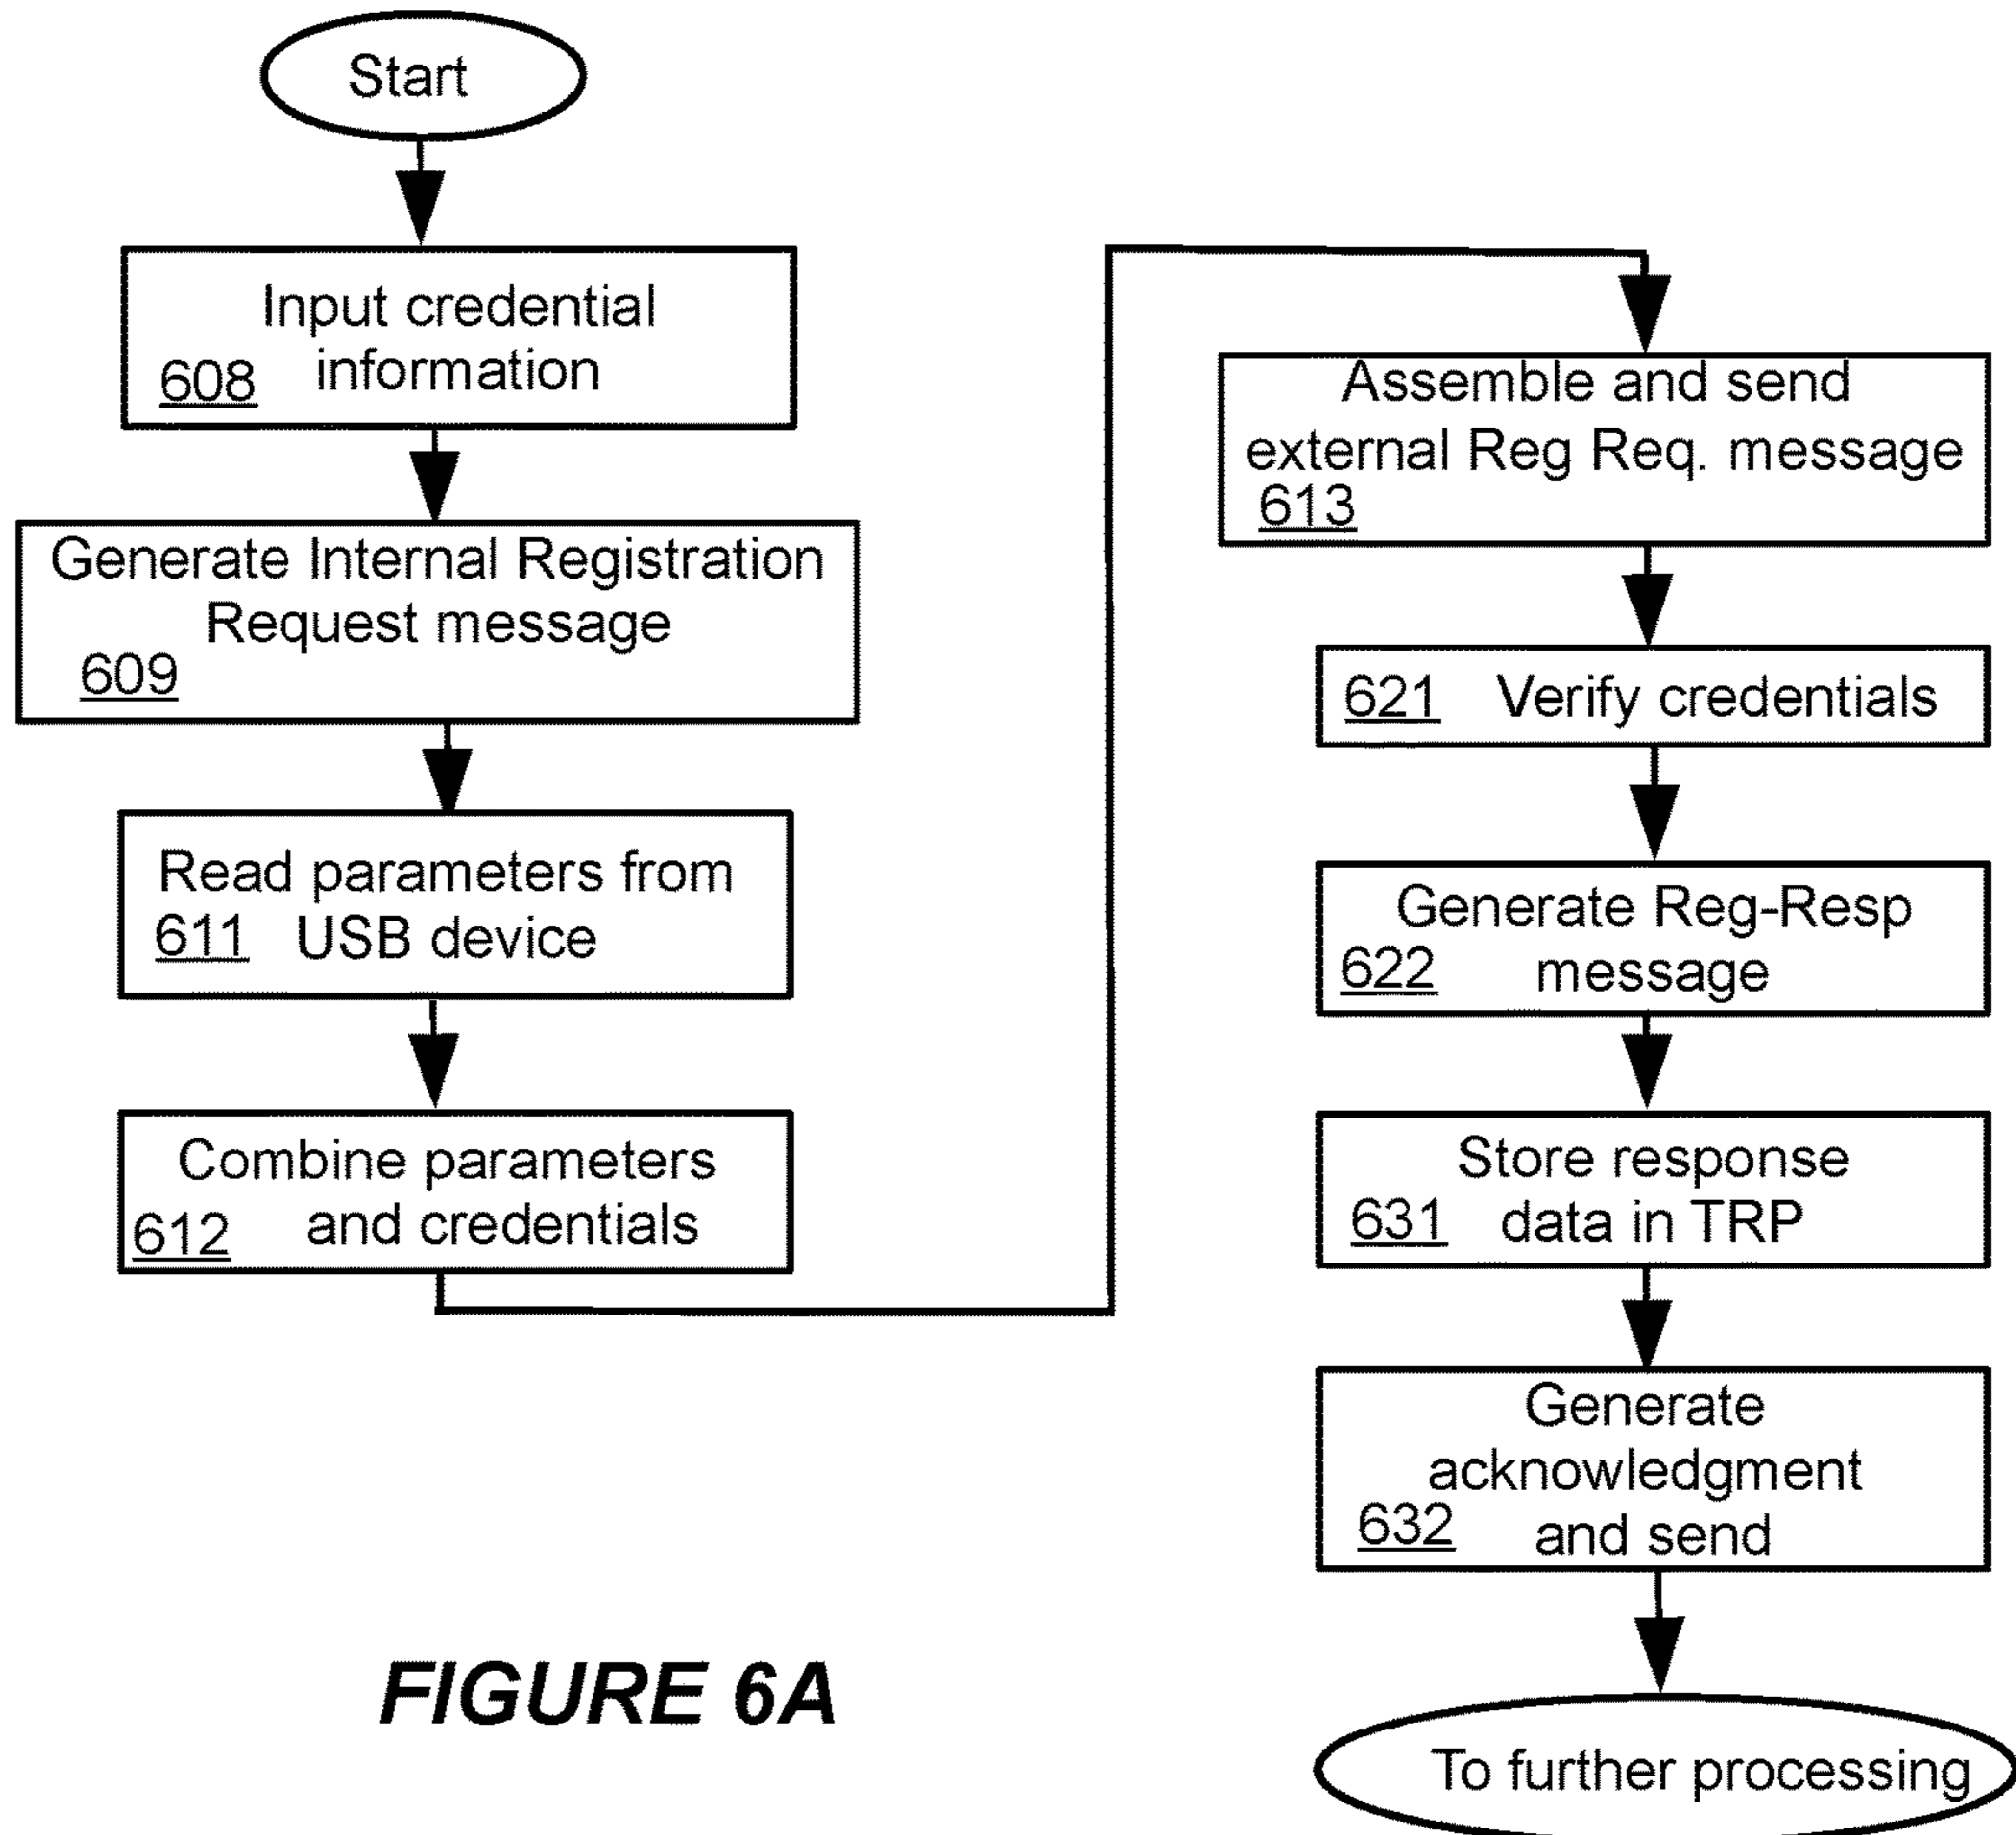 Start
Input credential
608 information
Generate Internal Registration
Request message
609
Read parameters from
611 USB device
Combine parameters
612 and credentials
Assemble and send
external Reg Req. message
613
621 Verify credentials
Generate Reg-Resp
622 message
Store response
631 data in TRP
Generate
acknowledgment
632 and send
To further processing
FIGURE 6A